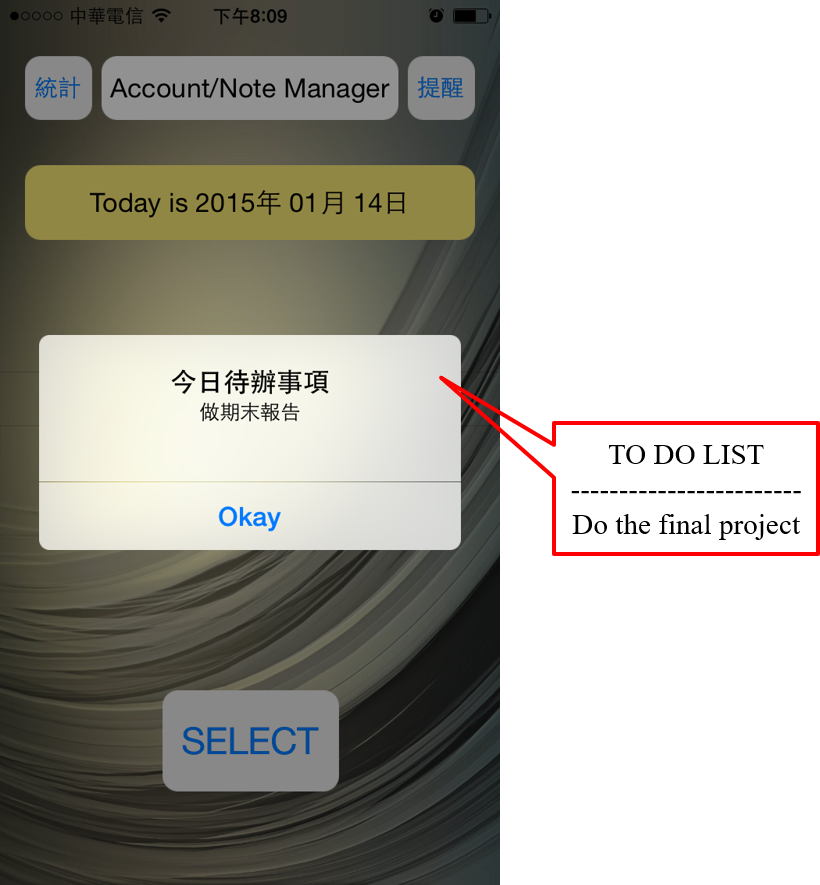 中華電信 下午8:09
統計 Account/Note Manager 提醒
Today is 2015年 01月 14日
今日待辦事項
做期末報告
Okay
SELECT
TO DO LIST
------------------------
Do the final project